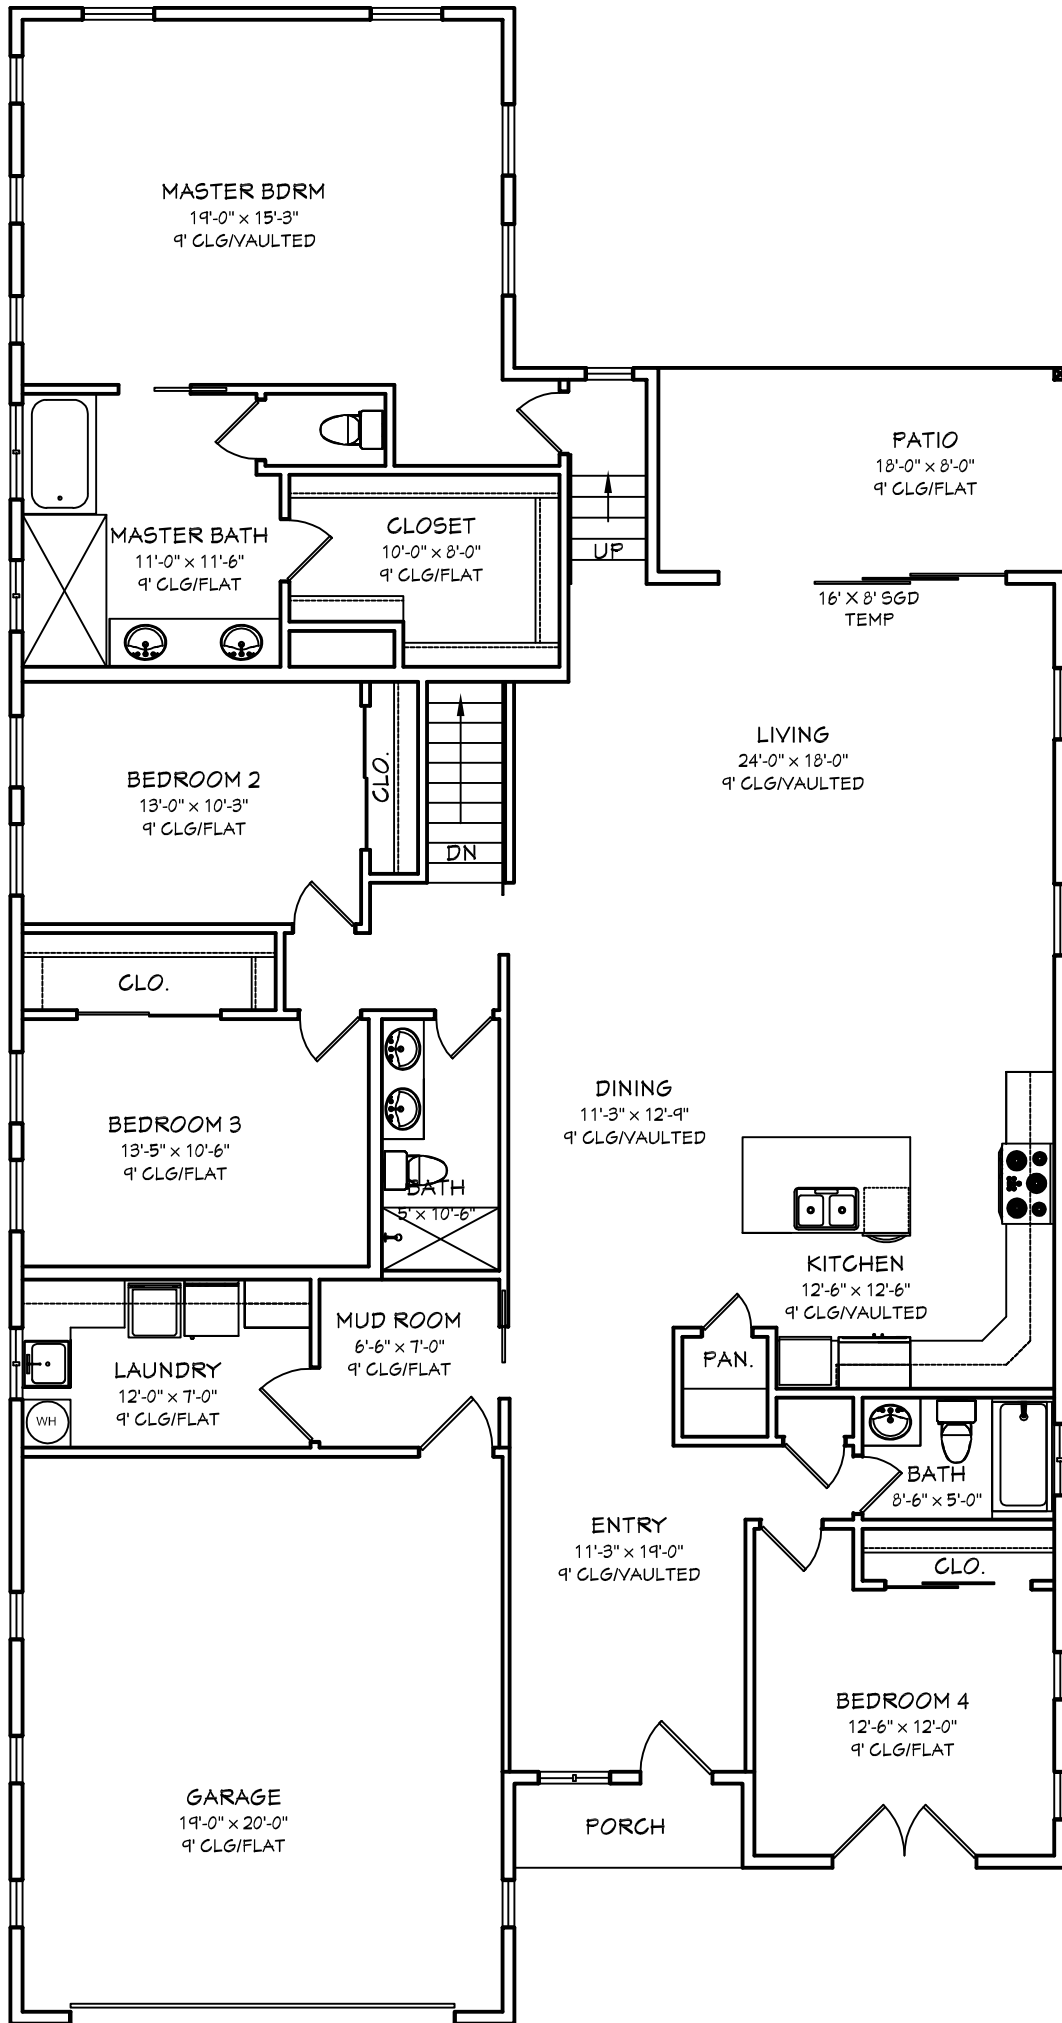 MASTER BDRM
19'-0" x 15'-3"
9' CLG/VAULTED
PATIO
18'-0" x 8'-0"
9' CLG/FLAT
MASTER BATH
11'-0" x 11'-6"
9' CLG/FLAT
CLOSET
10'-0" x 8'-0"
9' CLG/FLAT
UP
16' X 8' SGD
TEMP
LIVING
24'-0" x 18'-0"
9' CLG/VAULTED
BEDROOM 2
13'-0" x 10'-3"
9' CLG/FLAT
CLO.
DN
CLO.
DINING
11'-3" x 12'-9"
9' CLG/VAULTED
BEDROOM 3
13'-5" x 10'-6"
9' CLG/FLAT
BATH
5' x 10'-6"
KITCHEN
12'-6" x 12'-6"
9' CLG/VAULTED
MUD ROOM
6'-6" x 7'-0"
9' CLG/FLAT
PAN.
LAUNDRY
12'-0" x 7'-0"
9' CLG/FLAT
WH
BATH
8'-6" x 5'-0"
ENTRY
11'-3" x 19'-0"
9' CLG/VAULTED
CLO.
BEDROOM 4
12'-6" x 12'-0"
9' CLG/FLAT
GARAGE
19'-0" x 20'-0"
9' CLG/FLAT
PORCH